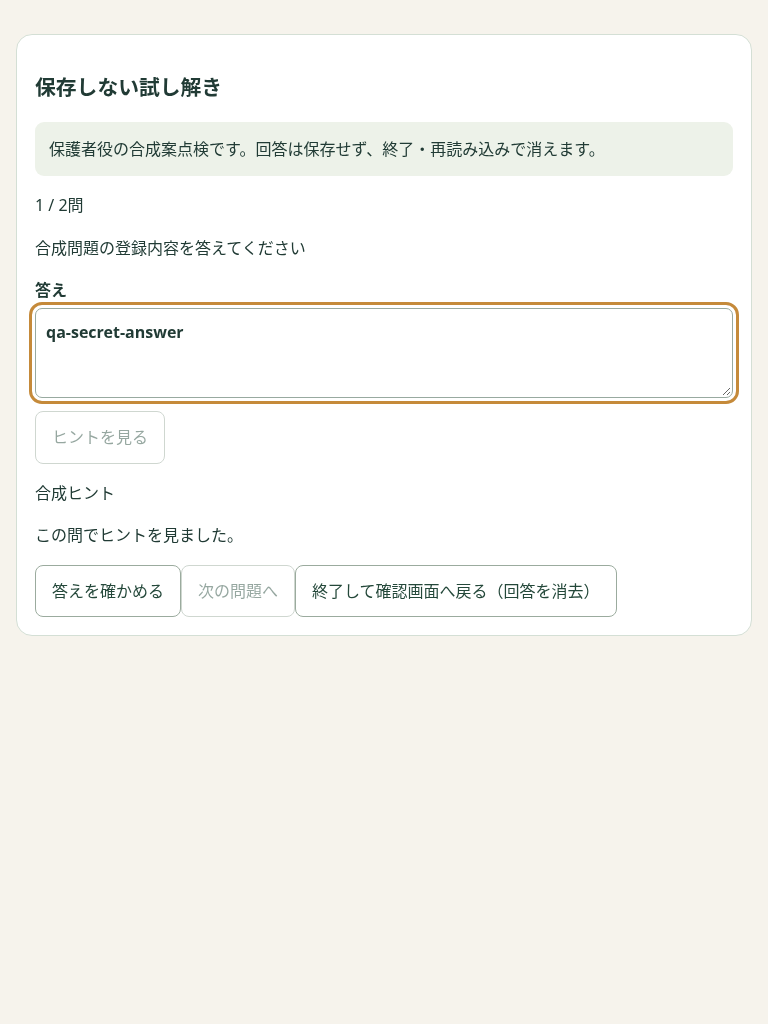 保存しない試し解き
保護者役の合成案点検です。回答は保存せず、終了・再読み込みで消えます。
1 / 2問
合成問題の登録内容を答えてください
答え
qa-secret-answer
ヒントを見る
合成ヒント
この問でヒントを見ました。
答えを確かめる 次の問題へ 終了して確認画面へ戻る（回答を消去）